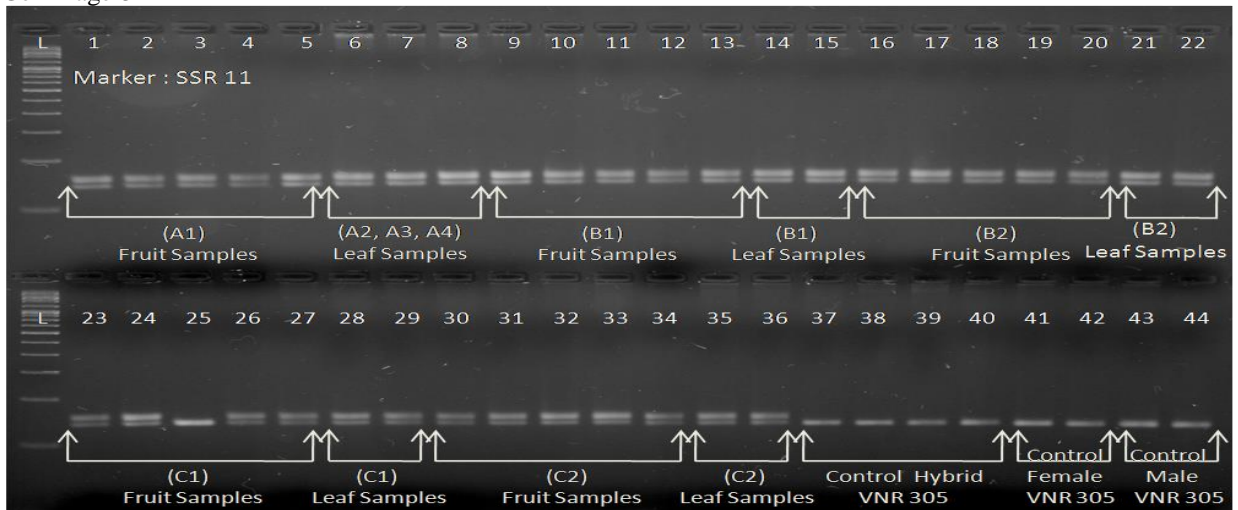 L 1 2 3 4 5 6 7 8 9 10 11 12 13 14 15 16 17 18 19 20 21 22
Marker : SSR 11
(A1) (A2, A3, A4) (B1) (B1) (B2) (B2)
Fruit Samples Leaf Samples Fruit Samples Leaf Samples Fruit Samples Leaf Samples
L 23 24 25 26 27 28 29 30 31 32 33 34 35 36 37 38 39 40 41 42 43 44
(C1) (C1) (C2) (C2) Control Hybrid VNR 305 Control Female VNR 305 Control Male VNR 305
Fruit Samples Leaf Samples Fruit Samples Leaf Samples